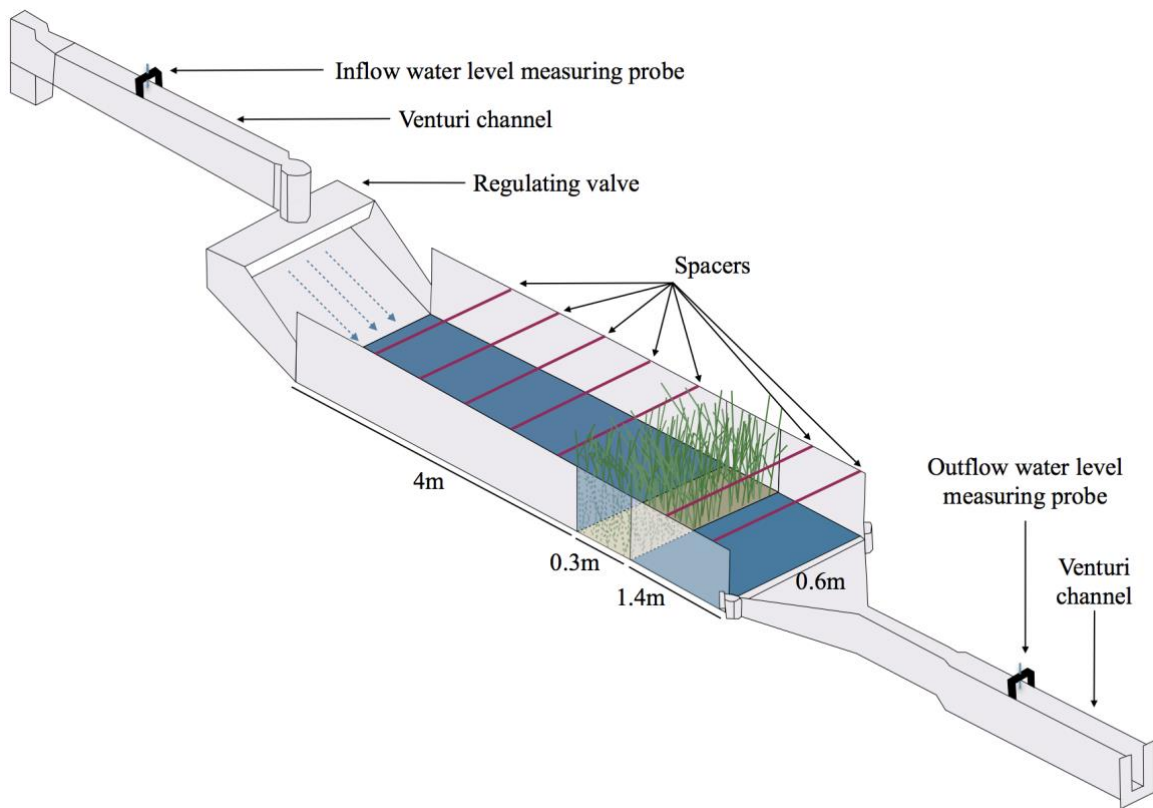 Inflow water level measuring probe
Venturi channel
Regulating valve
Spacers
4m
0.3m
1.4m
0.6m
Outflow water level
measuring probe
Venturi
channel